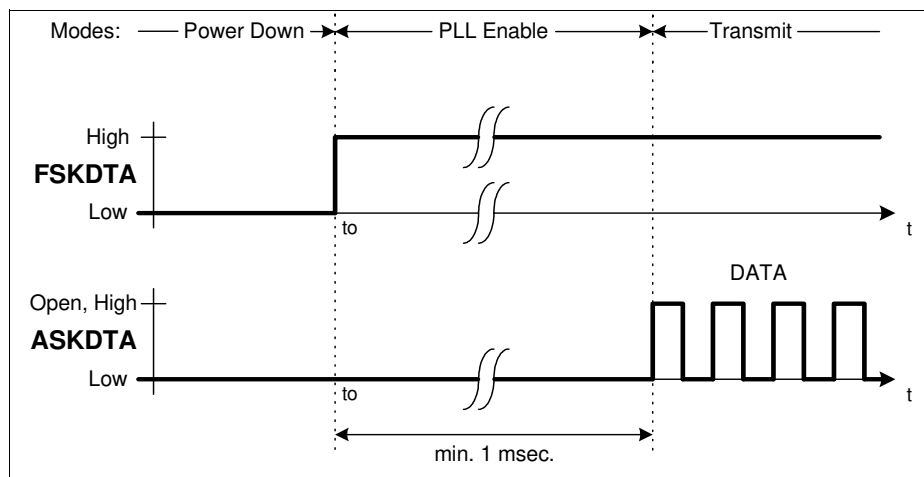 Modes: Power Down PLL Enable Transmit
High
FSKDTA
Low
to
t
DATA
Open, High
ASKDTA
Low
to
t
min. 1 msec.